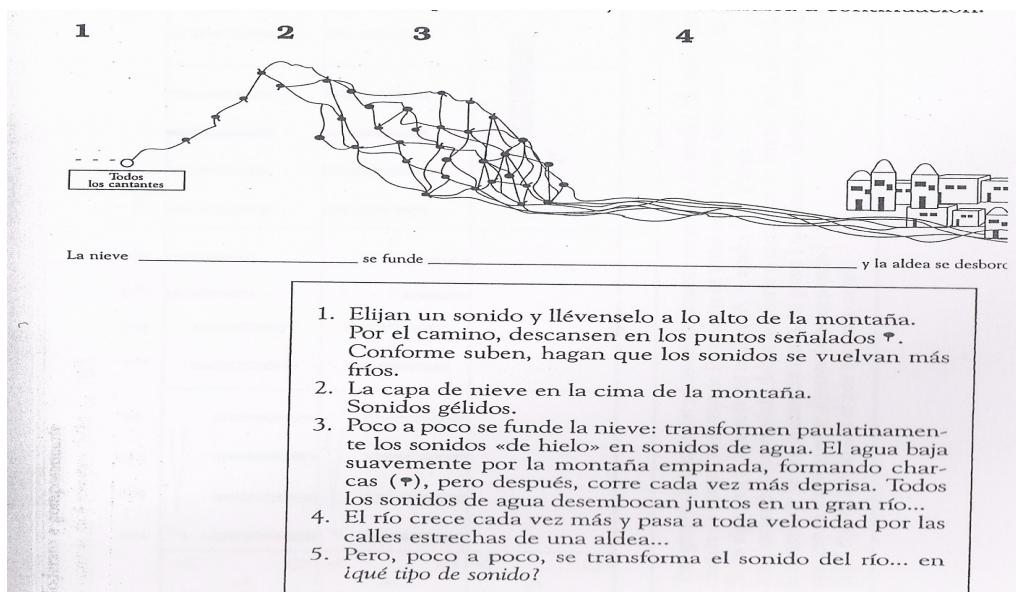 1 2 3 4
Todos
los cantantes
La nieve ____ se funde ____ y la aldea se desbord
1. Elijan un sonido y llévenselo a lo alto de la montaña.
Por el camino, descansen en los puntos señalados.
Conforme suben, hagan que los sonidos se vuelvan más
fríos.
2. La capa de nieve en la cima de la montaña.
Sonidos gélidos.
3. Poco a poco se funde la nieve: transformen paulatinamen-
te los sonidos «de hielo» en sonidos de agua. El agua baja
suavemente por la montaña empinada, formando char-
cas ( ), pero después, corre cada vez más deprisa. Todos
los sonidos de agua desembocan juntos en un gran río...
4. El río crece cada vez más y pasa a toda velocidad por las
calles estrechas de una aldea...
5. Pero, poco a poco, se transforma el sonido del río... en
¿qué tipo de sonido?